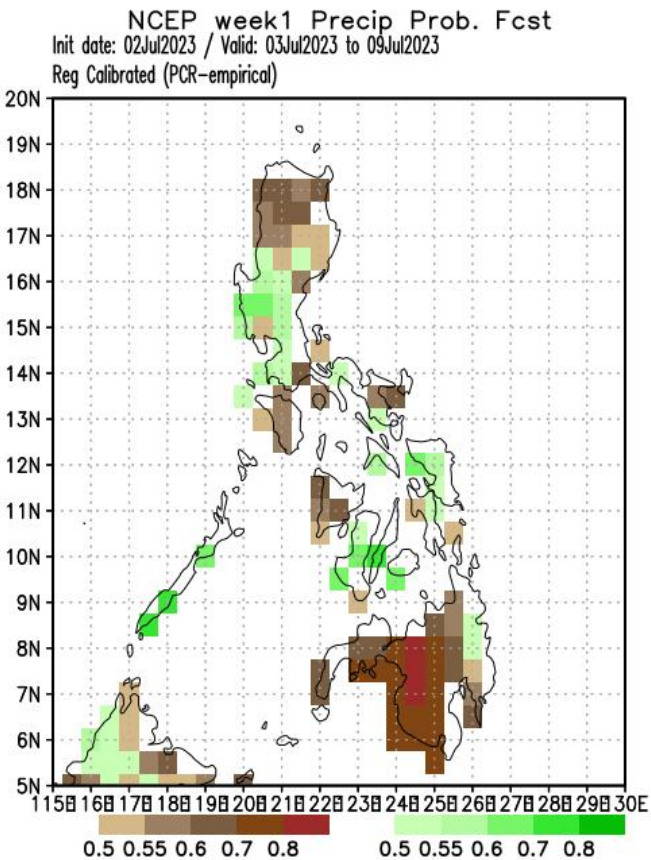 NCEP week1 Precip Prob. Fcst
Init date: 02Jul2023 / Valid: 03Jul2023 to 09Jul2023
Reg Calibrated (PCR-empirical)
20N
19N
18N
17N
16N
15N
14N
13N
12N
11N
10N
9N
8N
7N
6N
5N
115E 116E 117E 118E 119E 120E 121E 122E 123E 124E 125E 126E 127E 128E 129E 130E
0.5 0.55 0.6 0.7 0.8 0.5 0.55 0.6 0.7 0.8